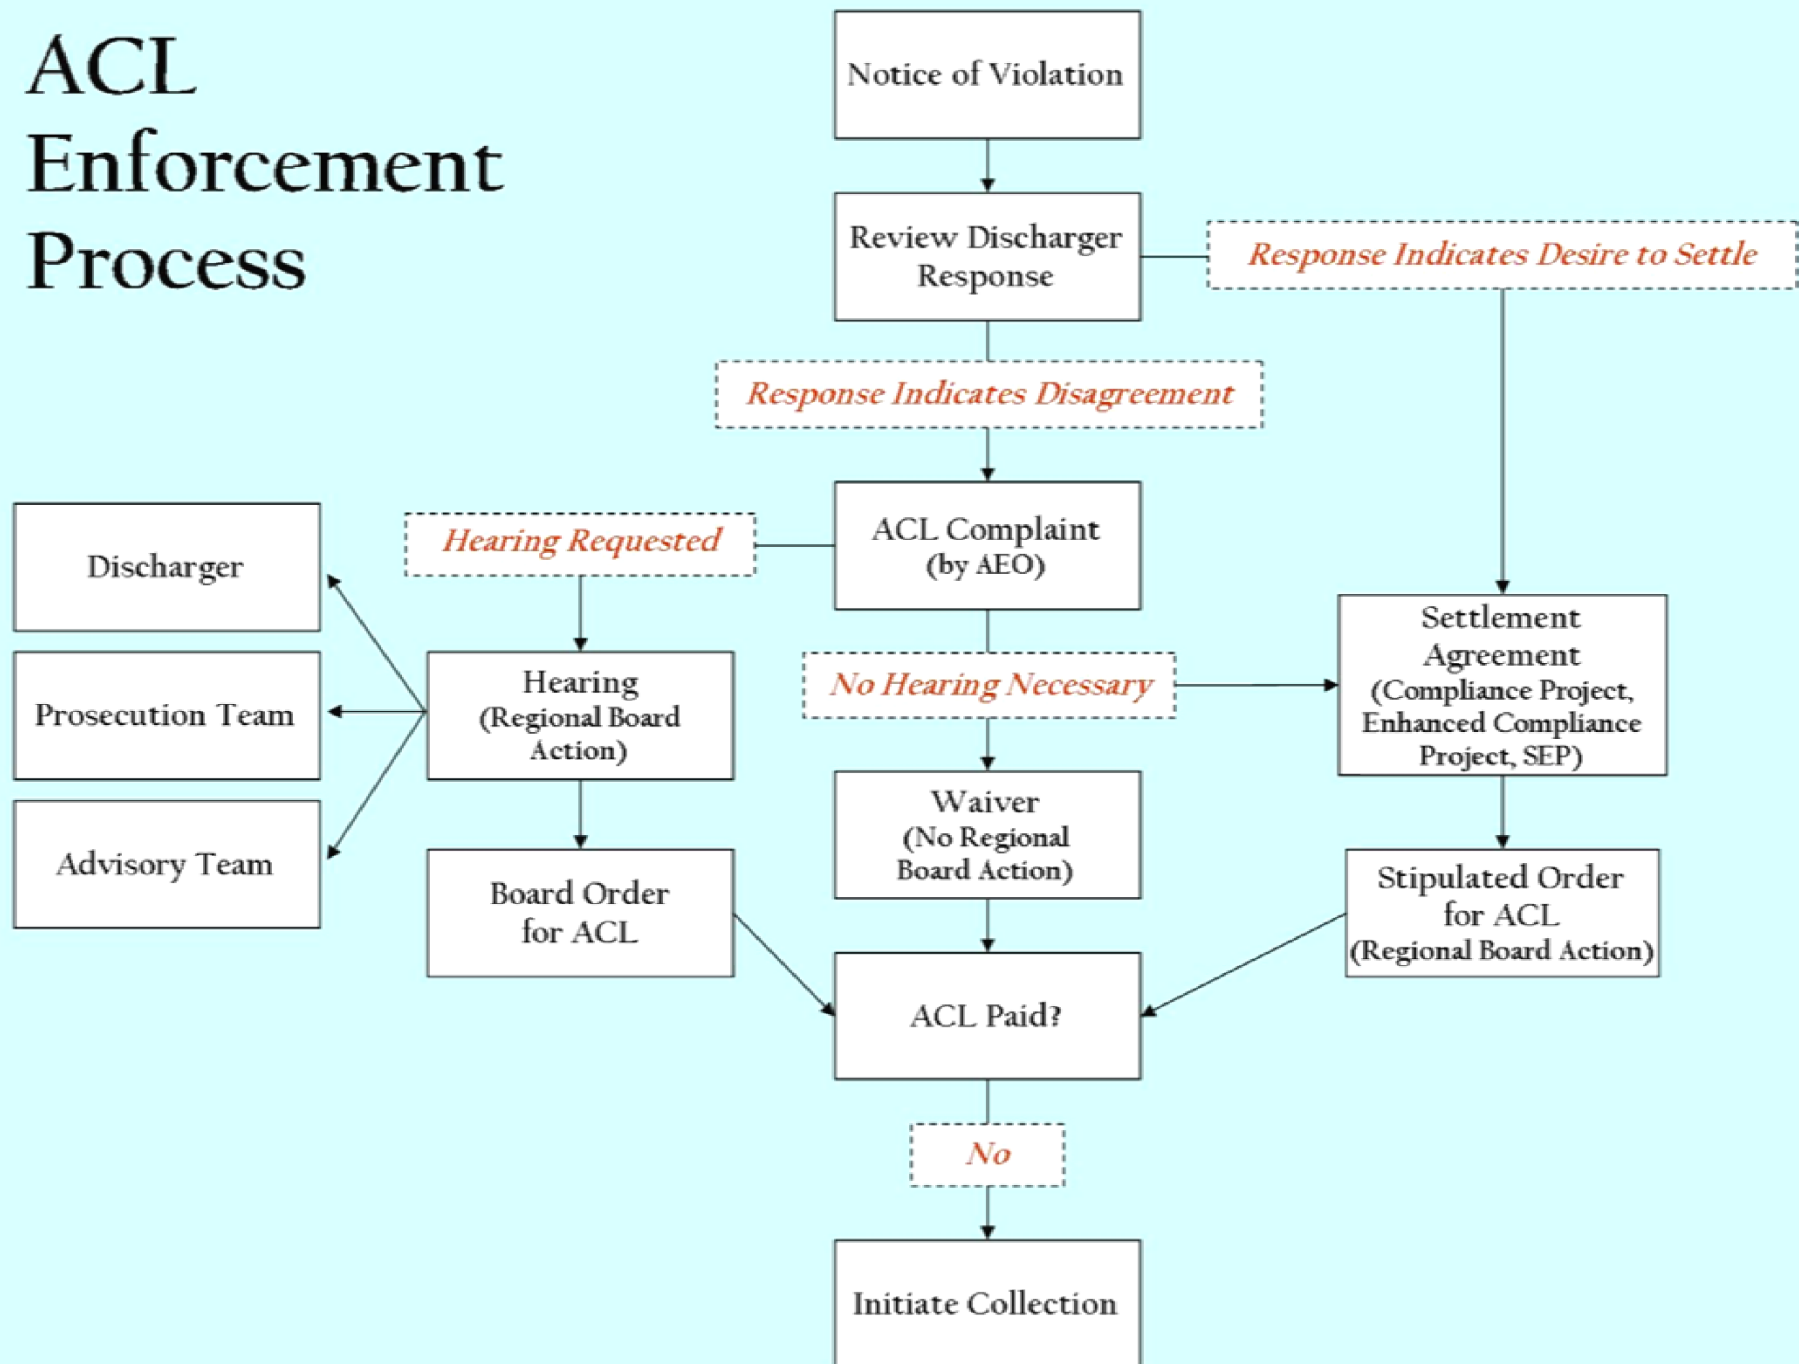 ACL
Enforcement
Process
Notice of Violation
Review Discharger
Response
Response Indicates Desire to Settle
Response Indicates Disagreement
ACL Complaint
(by AEO)
Hearing Requested
Discharger
Prosecution Team
Advisory Team
Hearing
(Regional Board
Action)
No Hearing Necessary
Settlement
Agreement
(Compliance Project,
Enhanced Compliance
Project, SEP)
Waiver
(No Regional
Board Action)
Board Order
for ACL
Stipulated Order
for ACL
(Regional Board Action)
ACL Paid?
No
Initiate Collection